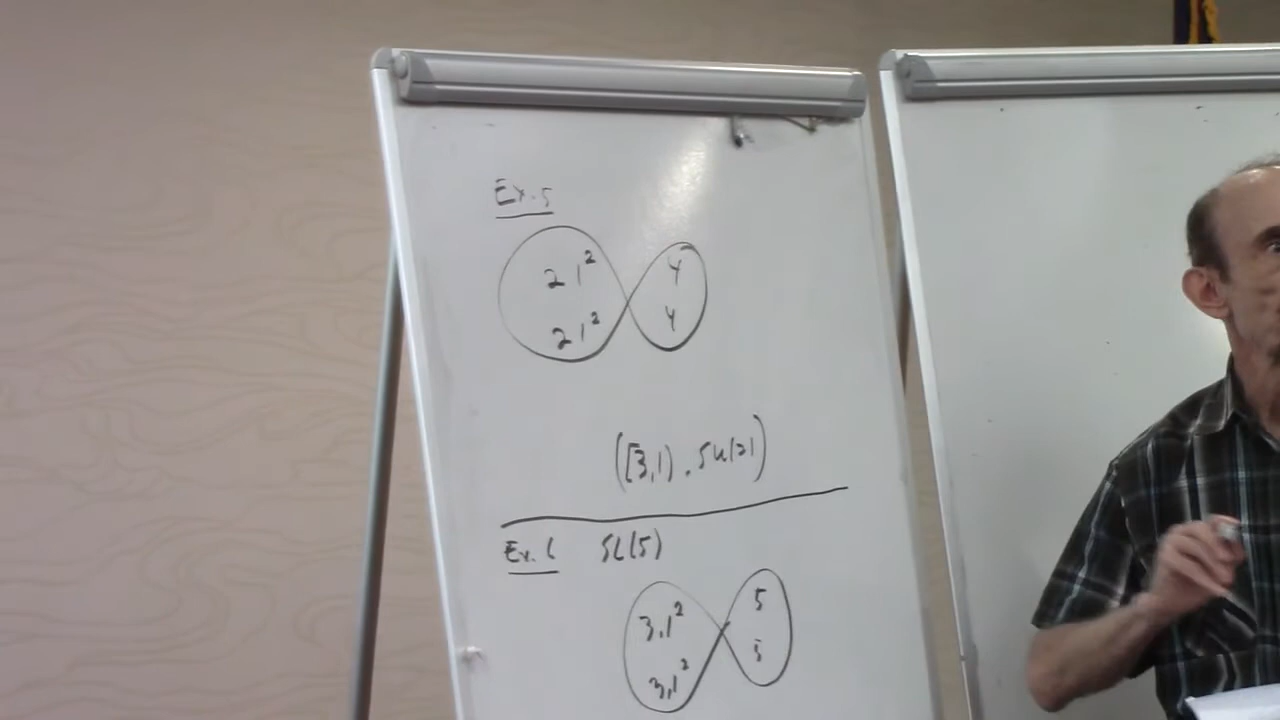 Ex. 5
2 1² 4
2 1² 4
([3,1), SU(2))
Ex. 6 SL(5)
3,1² 5
3,1² 5